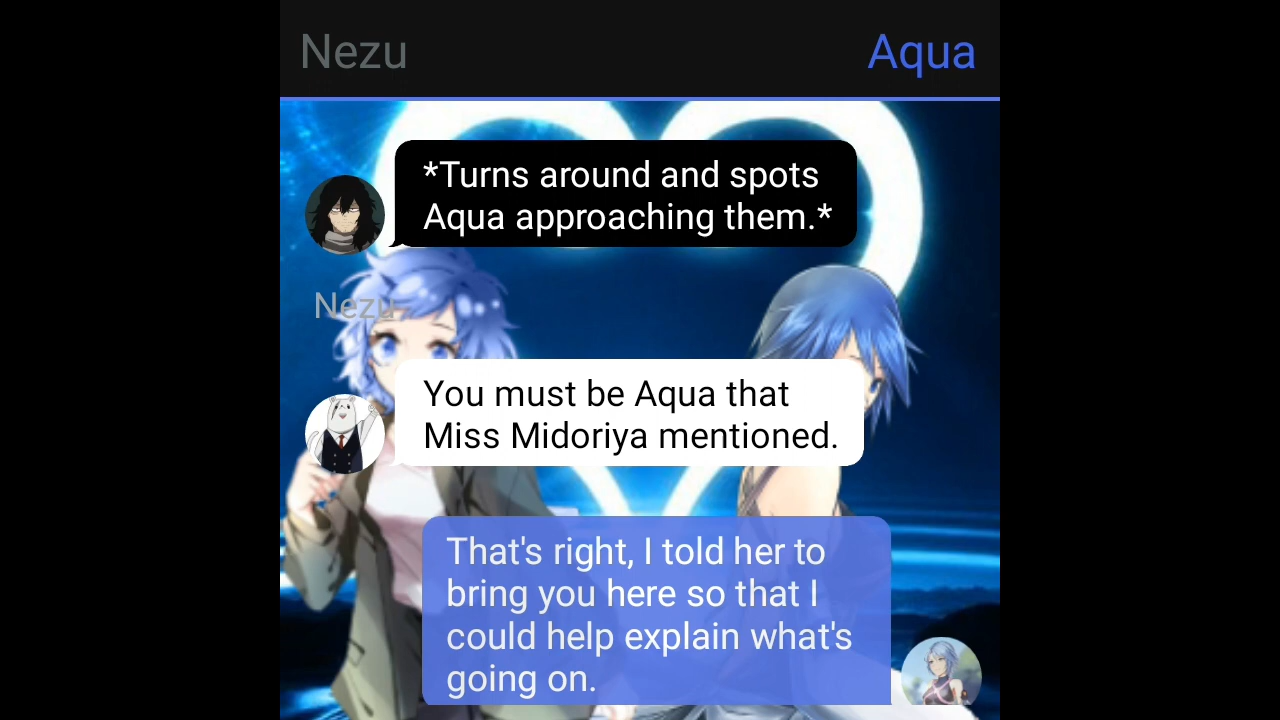 Nezu
Aqua
*Turns around and spots
Aqua approaching them.*
Nezu
You must be Aqua that
Miss Midoriya mentioned.
That's right, I told her to
bring you here so that I
could help explain what's
going on.